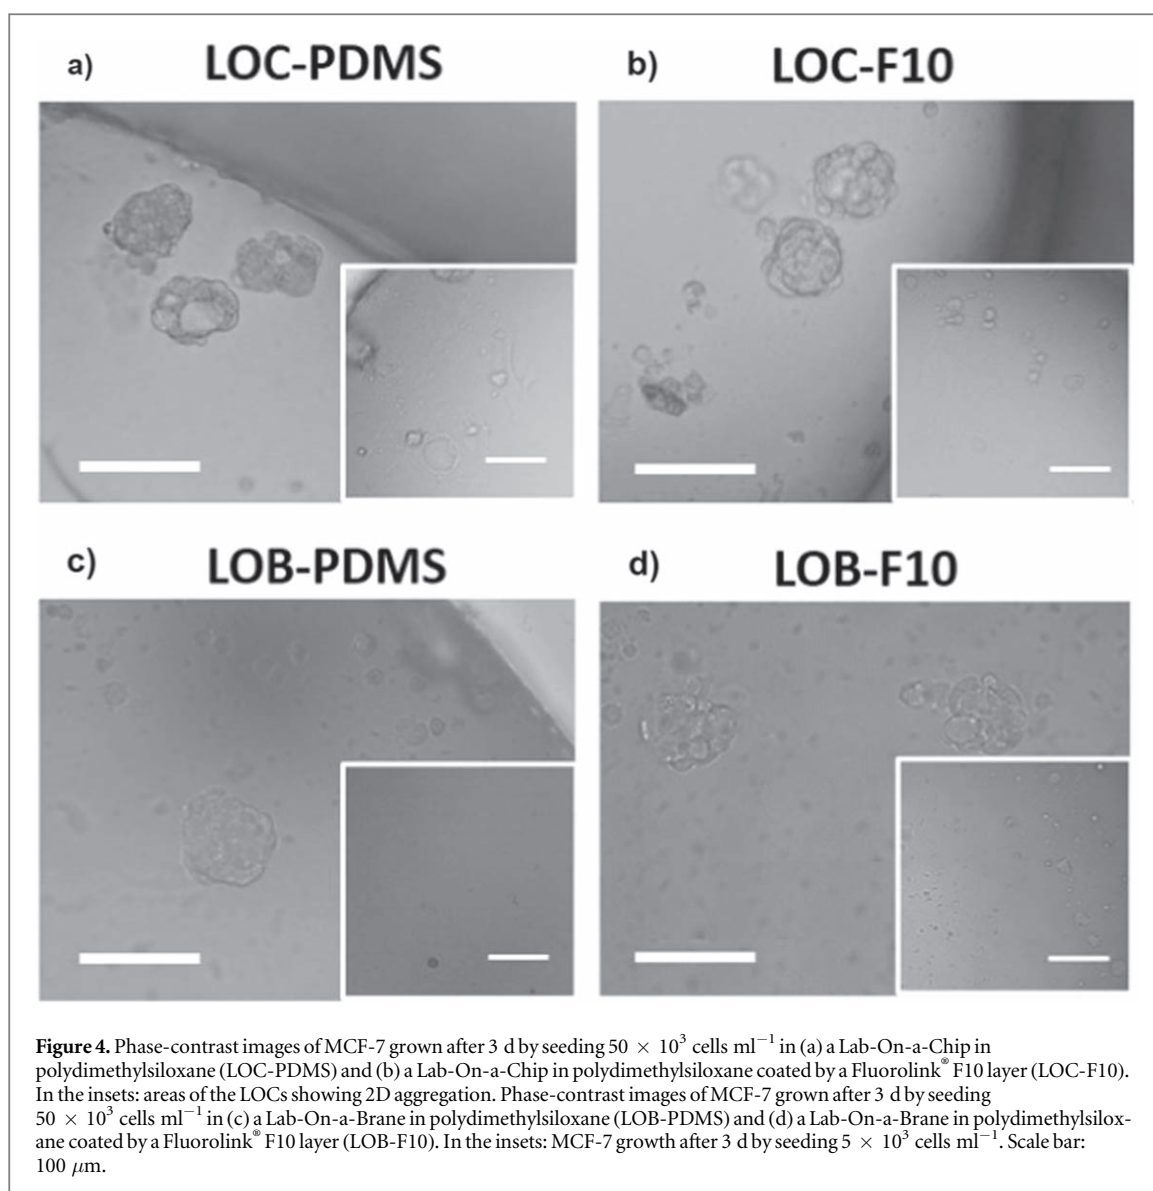 a) LOC-PDMS b) LOC-F10
c) LOB-PDMS d) LOB-F10
Figure 4. Phase-contrast images of MCF-7 grown after 3 d by seeding 50 × 10³ cells ml⁻¹ in (a) a Lab-On-a-Chip in
polydimethylsiloxane (LOC-PDMS) and (b) a Lab-On-a-Chip in polydimethylsiloxane coated by a Fluorolink® F10 layer (LOC-F10).
In the insets: areas of the LOCs showing 2D aggregation. Phase-contrast images of MCF-7 grown after 3 d by seeding
50 × 10³ cells ml⁻¹ in (c) a Lab-On-a-Brane in polydimethylsiloxane (LOB-PDMS) and (d) a Lab-On-a-Brane in polydimethylsilox-
ane coated by a Fluorolink® F10 layer (LOB-F10). In the insets: MCF-7 growth after 3 d by seeding 5 × 10³ cells ml⁻¹. Scale bar:
100 μm.